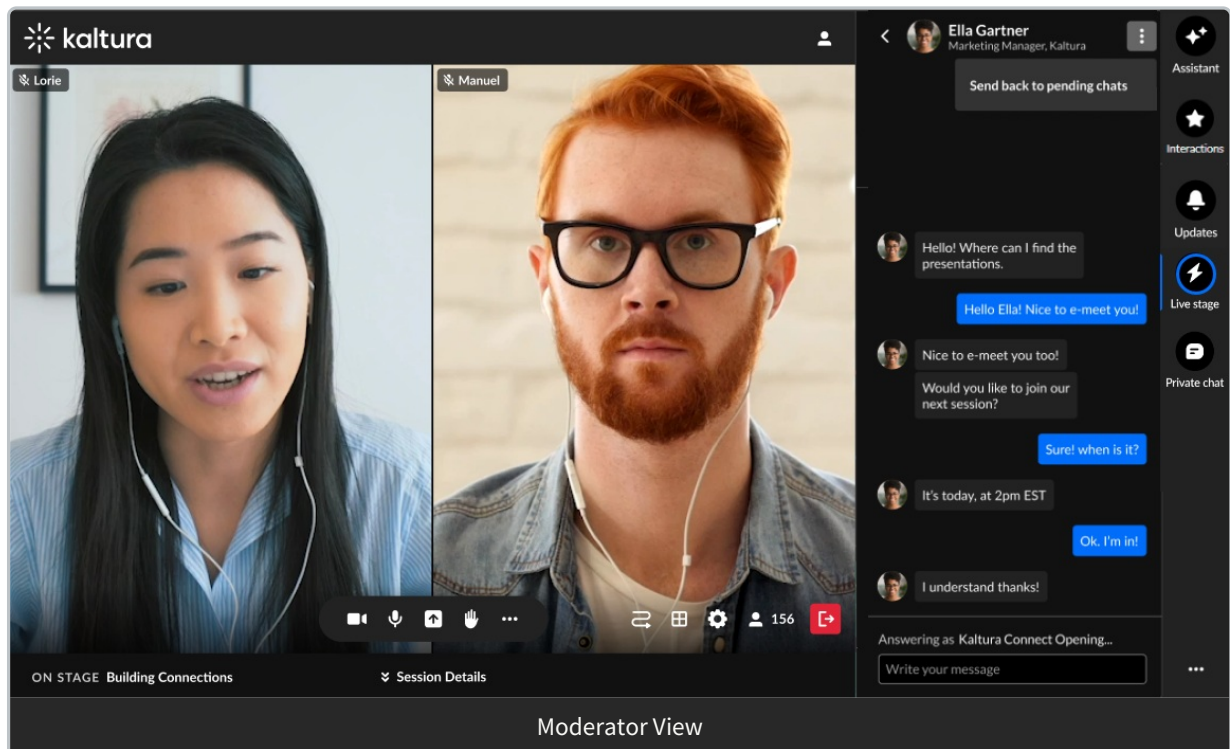 kaltura
Lorie
Manuel
156
ON STAGE Building Connections
Session Details
Ella Gartner
Marketing Manager, Kaltura
Send back to pending chats
Hello! Where can I find the
presentations.
Hello Ella! Nice to e-meet you!
Nice to e-meet you too!
Would you like to join our
next session?
Sure! when is it?
It's today, at 2pm EST
Ok. I'm in!
I understand thanks!
Answering as Kaltura Connect Opening...
Write your message
Assistant
Interactions
Updates
Live stage
Private chat
Moderator View